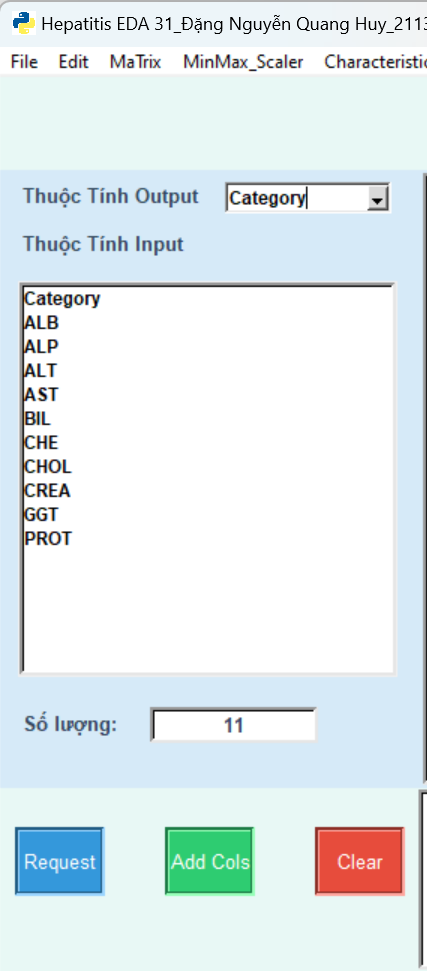 Hepatitis EDA 31_Đặng Nguyễn Quang Huy_2113
File Edit MaTrix MinMax_Scaler Characteristic
Thuộc Tính Output Category
Thuộc Tính Input
Category
ALB
ALP
ALT
AST
BIL
CHE
CHOL
CREA
GGT
PROT
Số lượng: 11
Request Add Cols Clear